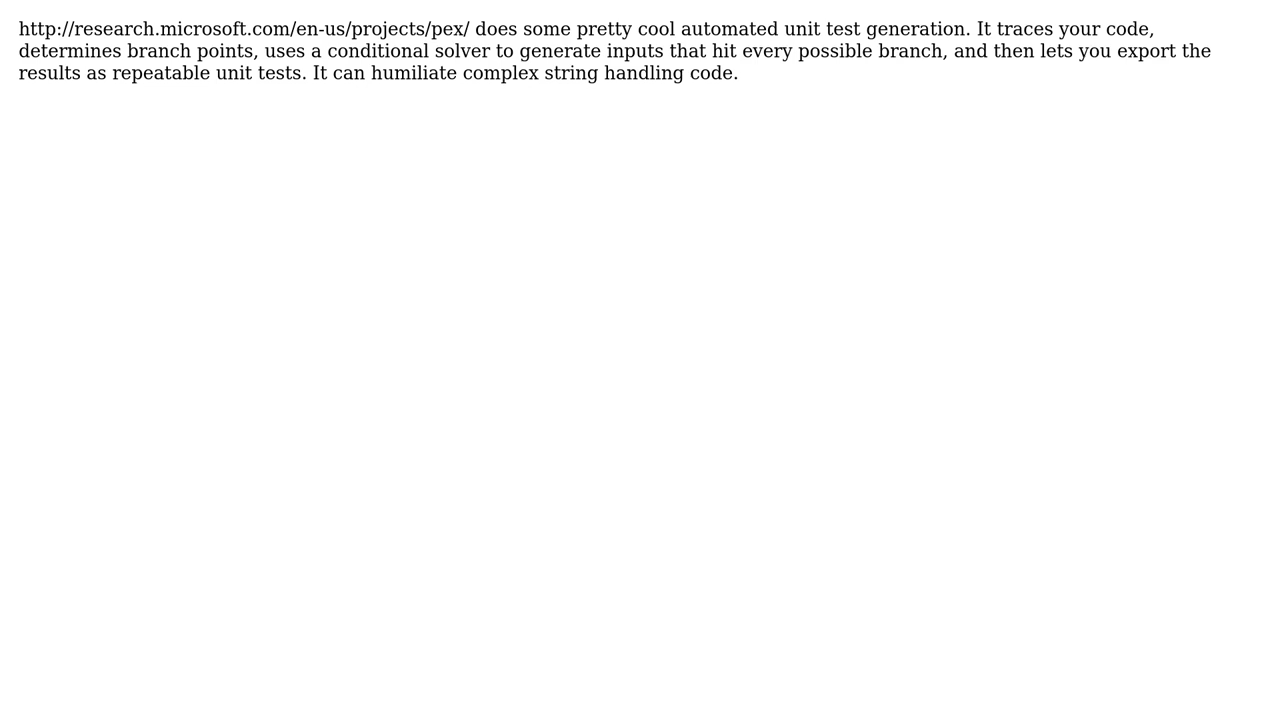 http://research.microsoft.com/en-us/projects/pex/ does some pretty cool automated unit test generation. It traces your code,
determines branch points, uses a conditional solver to generate inputs that hit every possible branch, and then lets you export the
results as repeatable unit tests. It can humiliate complex string handling code.